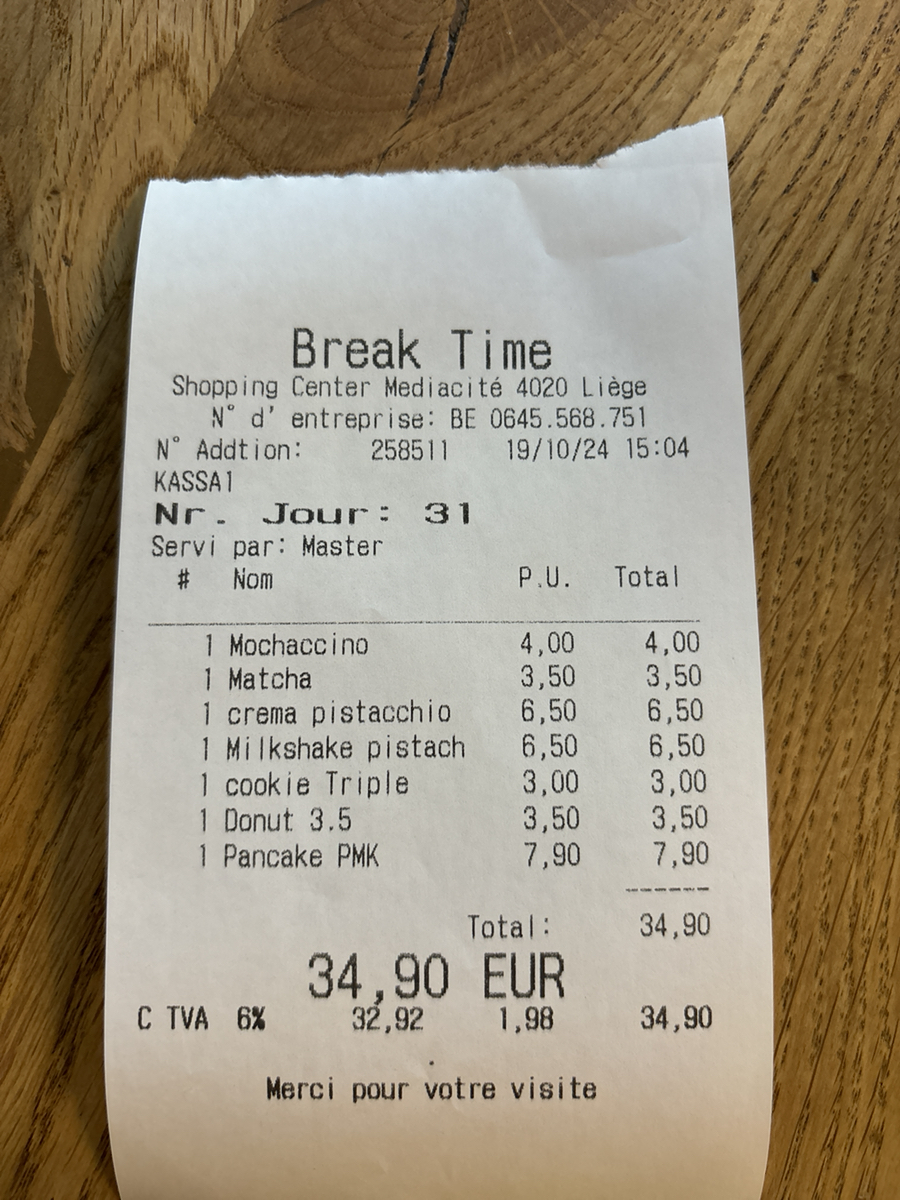 Break Time
Shopping Center Mediacité 4020 Liège
N° d' entreprise: BE 0645.568.751
N° Addtion: 258511 19/10/24 15:04
KASSA1
Nr. Jour: 31
Servi par: Master
# Nom P.U. Total
1 Mochaccino 4,00 4,00
1 Matcha 3,50 3,50
1 crema pistacchio 6,50 6,50
1 Milkshake pistach 6,50 6,50
1 cookie Triple 3,00 3,00
1 Donut 3.5 3,50 3,50
1 Pancake PMK 7,90 7,90
Total: 34,90
34,90 EUR
C TVA 6% 32,92 1,98 34,90
Merci pour votre visite